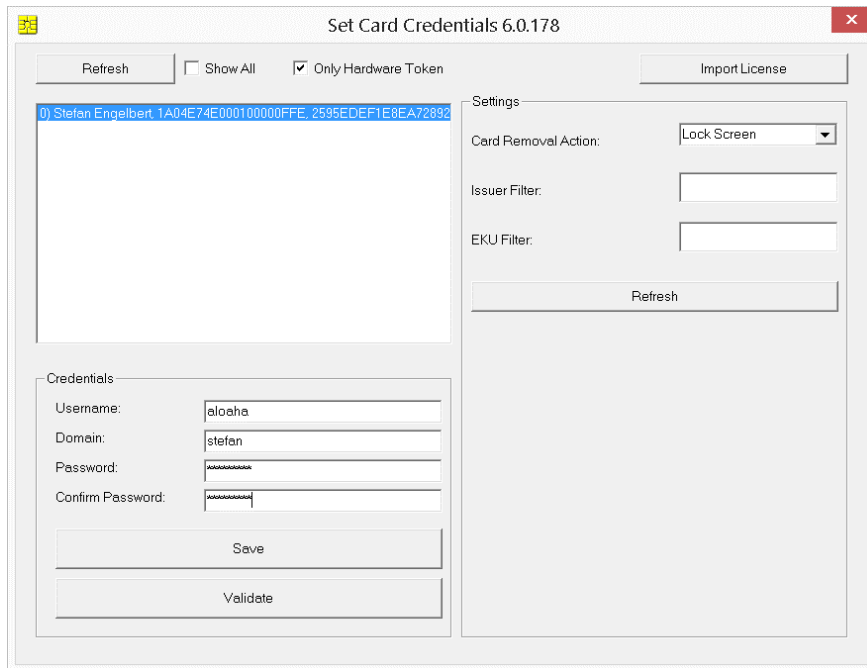 Set Card Credentials 6.0.178
Refresh
Show All
Only Hardware Token
Import License
0) Stefan Engelbert, 1A04E74E000100000FFE, 2595EDEF1E8EA72892
Settings
Card Removal Action:
Lock Screen
Issuer Filter:
EKU Filter:
Refresh
Credentials
Username:
aloaha
Domain:
stefan
Password:
*********
Confirm Password:
*********
Save
Validate